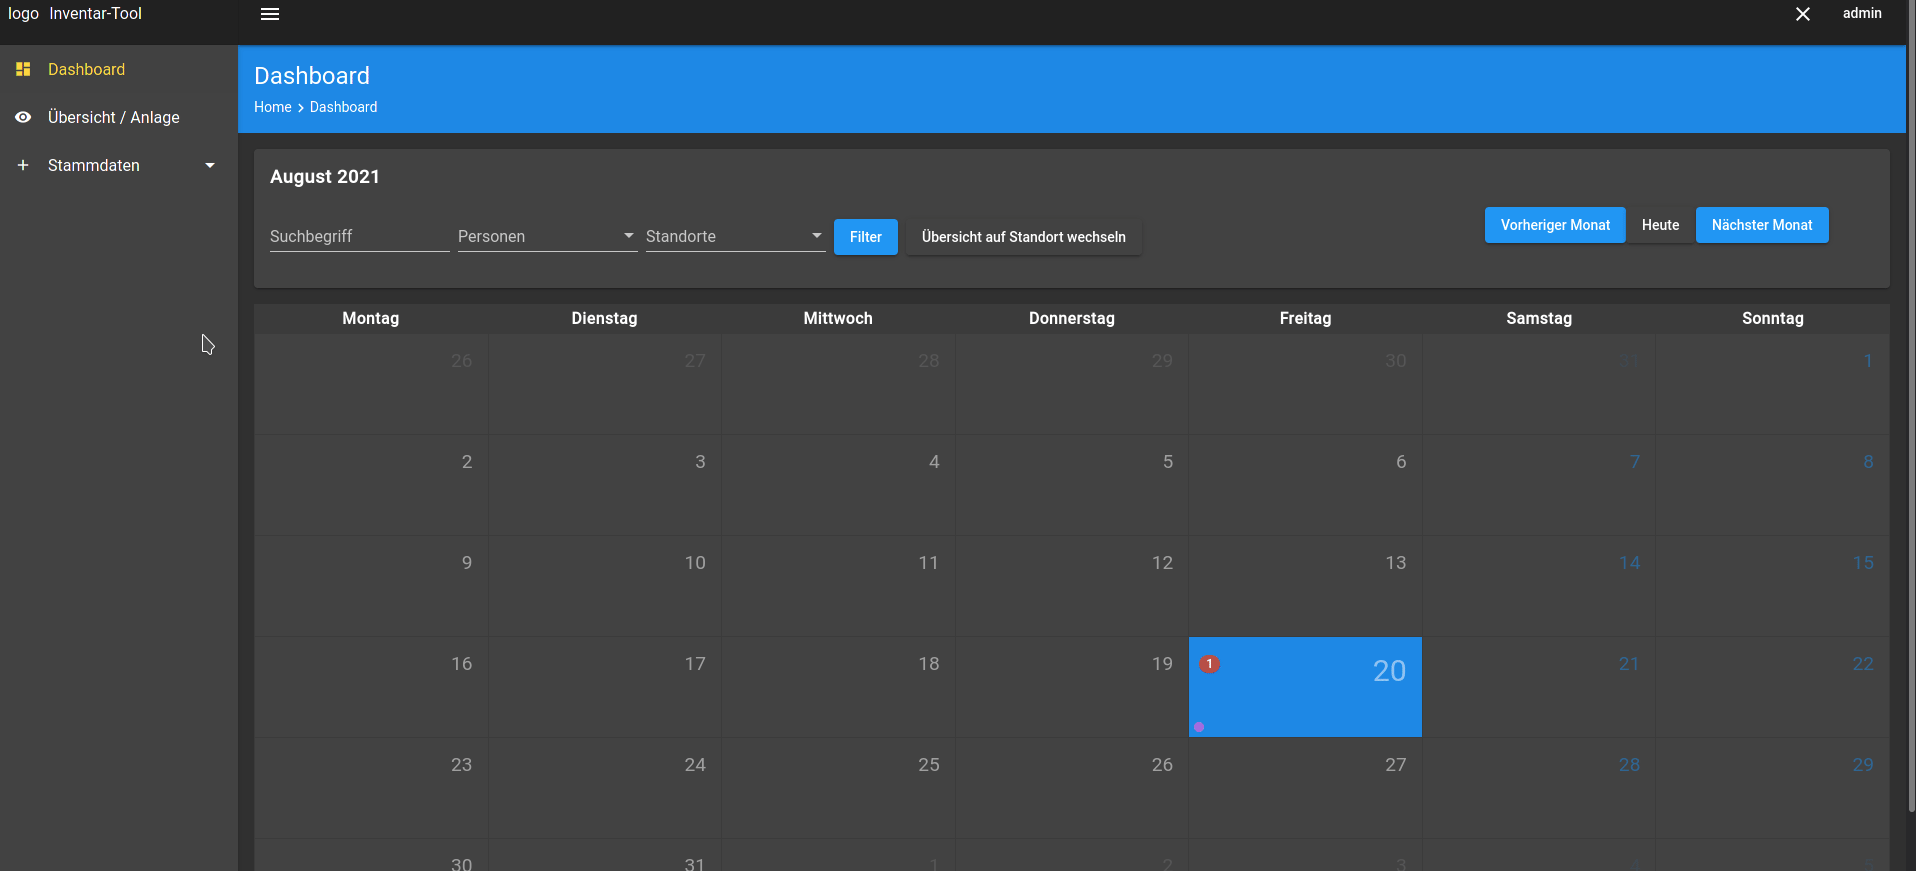 logo Inventar-Tool
admin
Dashboard
Übersicht / Anlage
Stammdaten
Dashboard
Home > Dashboard
August 2021
Suchbegriff Personen Standorte Filter Übersicht auf Standort wechseln
Vorheriger Monat Heute Nächster Monat
Montag Dienstag Mittwoch Donnerstag Freitag Samstag Sonntag
26 27 28 29 30 31 1
2 3 4 5 6 7 8
9 10 11 12 13 14 15
16 17 18 19 1 20 21 22
23 24 25 26 27 28 29
30 31 1 2 3 4 5